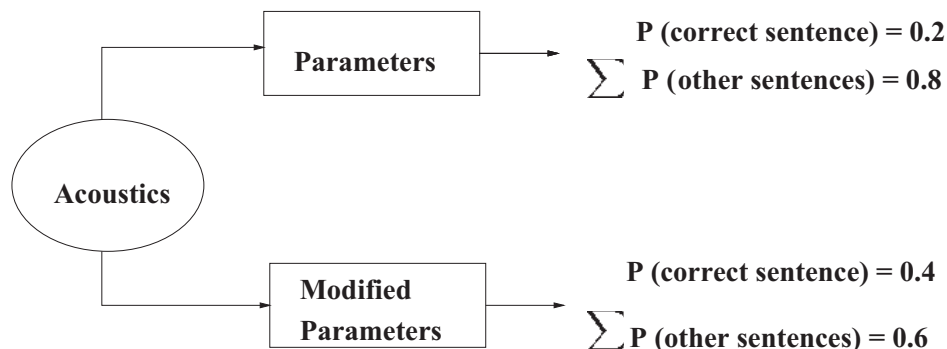 P (correct sentence) = 0.2
Parameters
∑ P (other sentences) = 0.8
Acoustics
P (correct sentence) = 0.4
Modified
Parameters
∑ P (other sentences) = 0.6